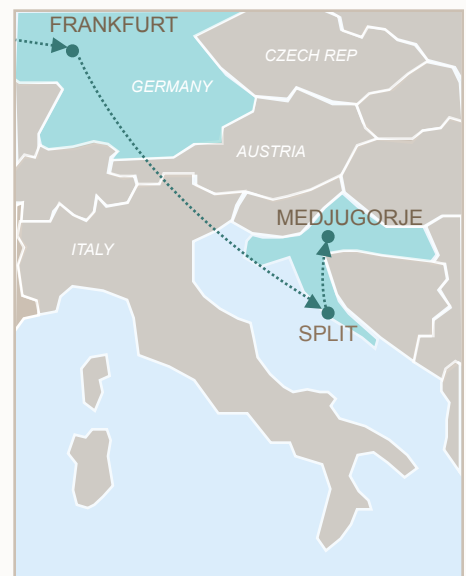 FRANKFURT
CZECH REP
GERMANY
AUSTRIA
MEDJUGORJE
ITALY
SPLIT